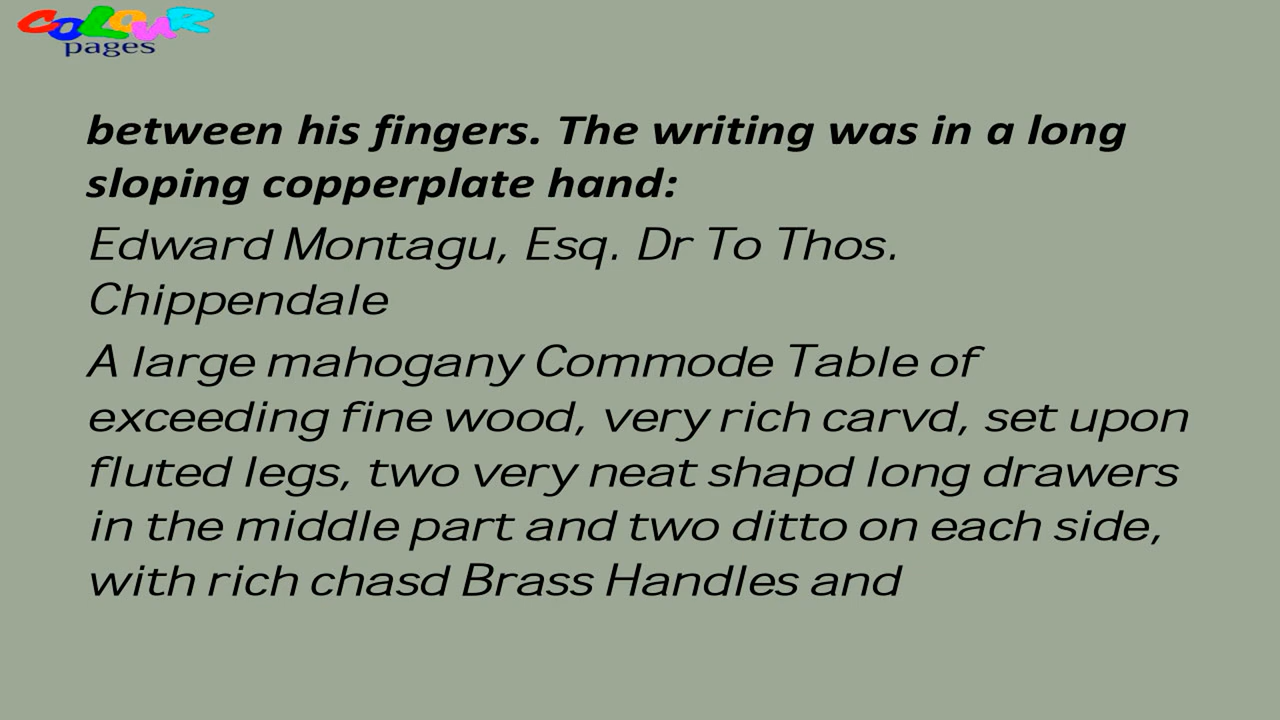 COLOUR
pages
between his fingers. The writing was in a long
sloping copperplate hand:
Edward Montagu, Esq. Dr To Thos.
Chippendale
A large mahogany Commode Table of
exceeding fine wood, very rich carvd, set upon
fluted legs, two very neat shapd long drawers
in the middle part and two ditto on each side,
with rich chasd Brass Handles and